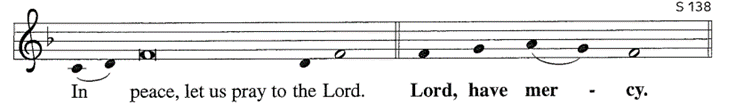 S 138
In peace, let us pray to the Lord. Lord, have mer - cy.